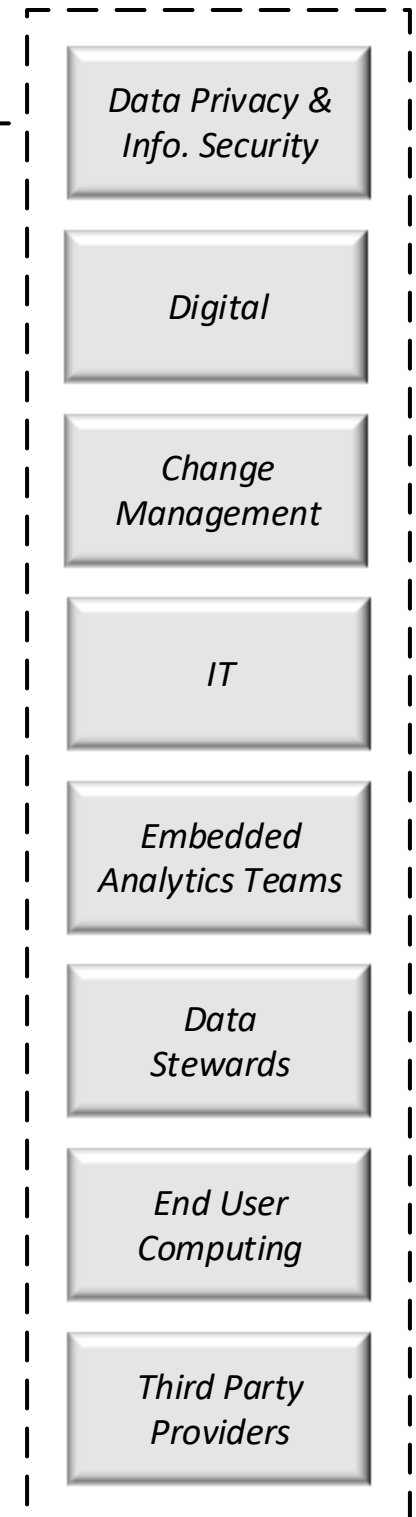 Data Privacy &
Info. Security
Digital
Change
Management
IT
Embedded
Analytics Teams
Data
Stewards
End User
Computing
Third Party
Providers